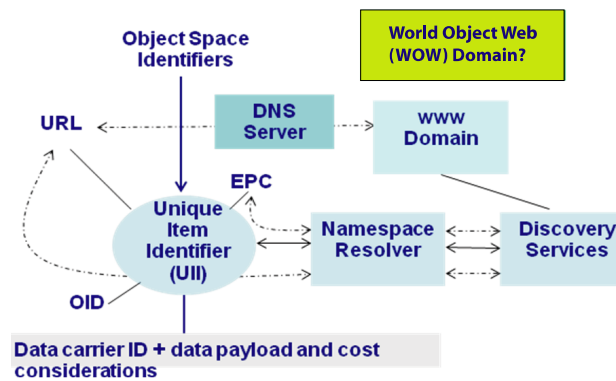 World Object Web
(WOW) Domain?
Object Space
Identifiers
DNS
Server
www
Domain
URL
EPC
Unique
Item
Identifier
(UII)
Namespace
Resolver
Discovery
Services
OID
Data carrier ID + data payload and cost
considerations